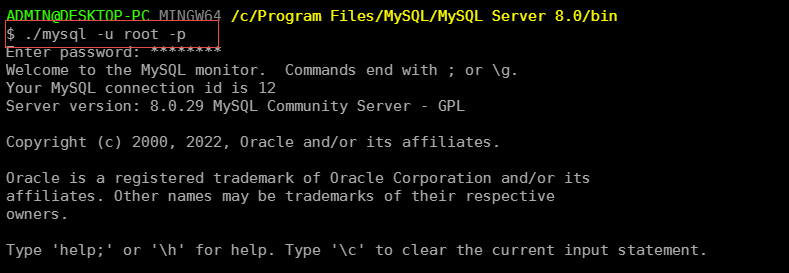 ADMIN@DESKTOP-PC MINGW64 /c/Program Files/MySQL/MySQL Server 8.0/bin
$ ./mysql -u root -p
Enter password: ********
Welcome to the MySQL monitor.  Commands end with ; or \g.
Your MySQL connection id is 12
Server version: 8.0.29 MySQL Community Server - GPL
Copyright (c) 2000, 2022, Oracle and/or its affiliates.
Oracle is a registered trademark of Oracle Corporation and/or its
affiliates. Other names may be trademarks of their respective
owners.
Type 'help;' or '\h' for help. Type '\c' to clear the current input statement.